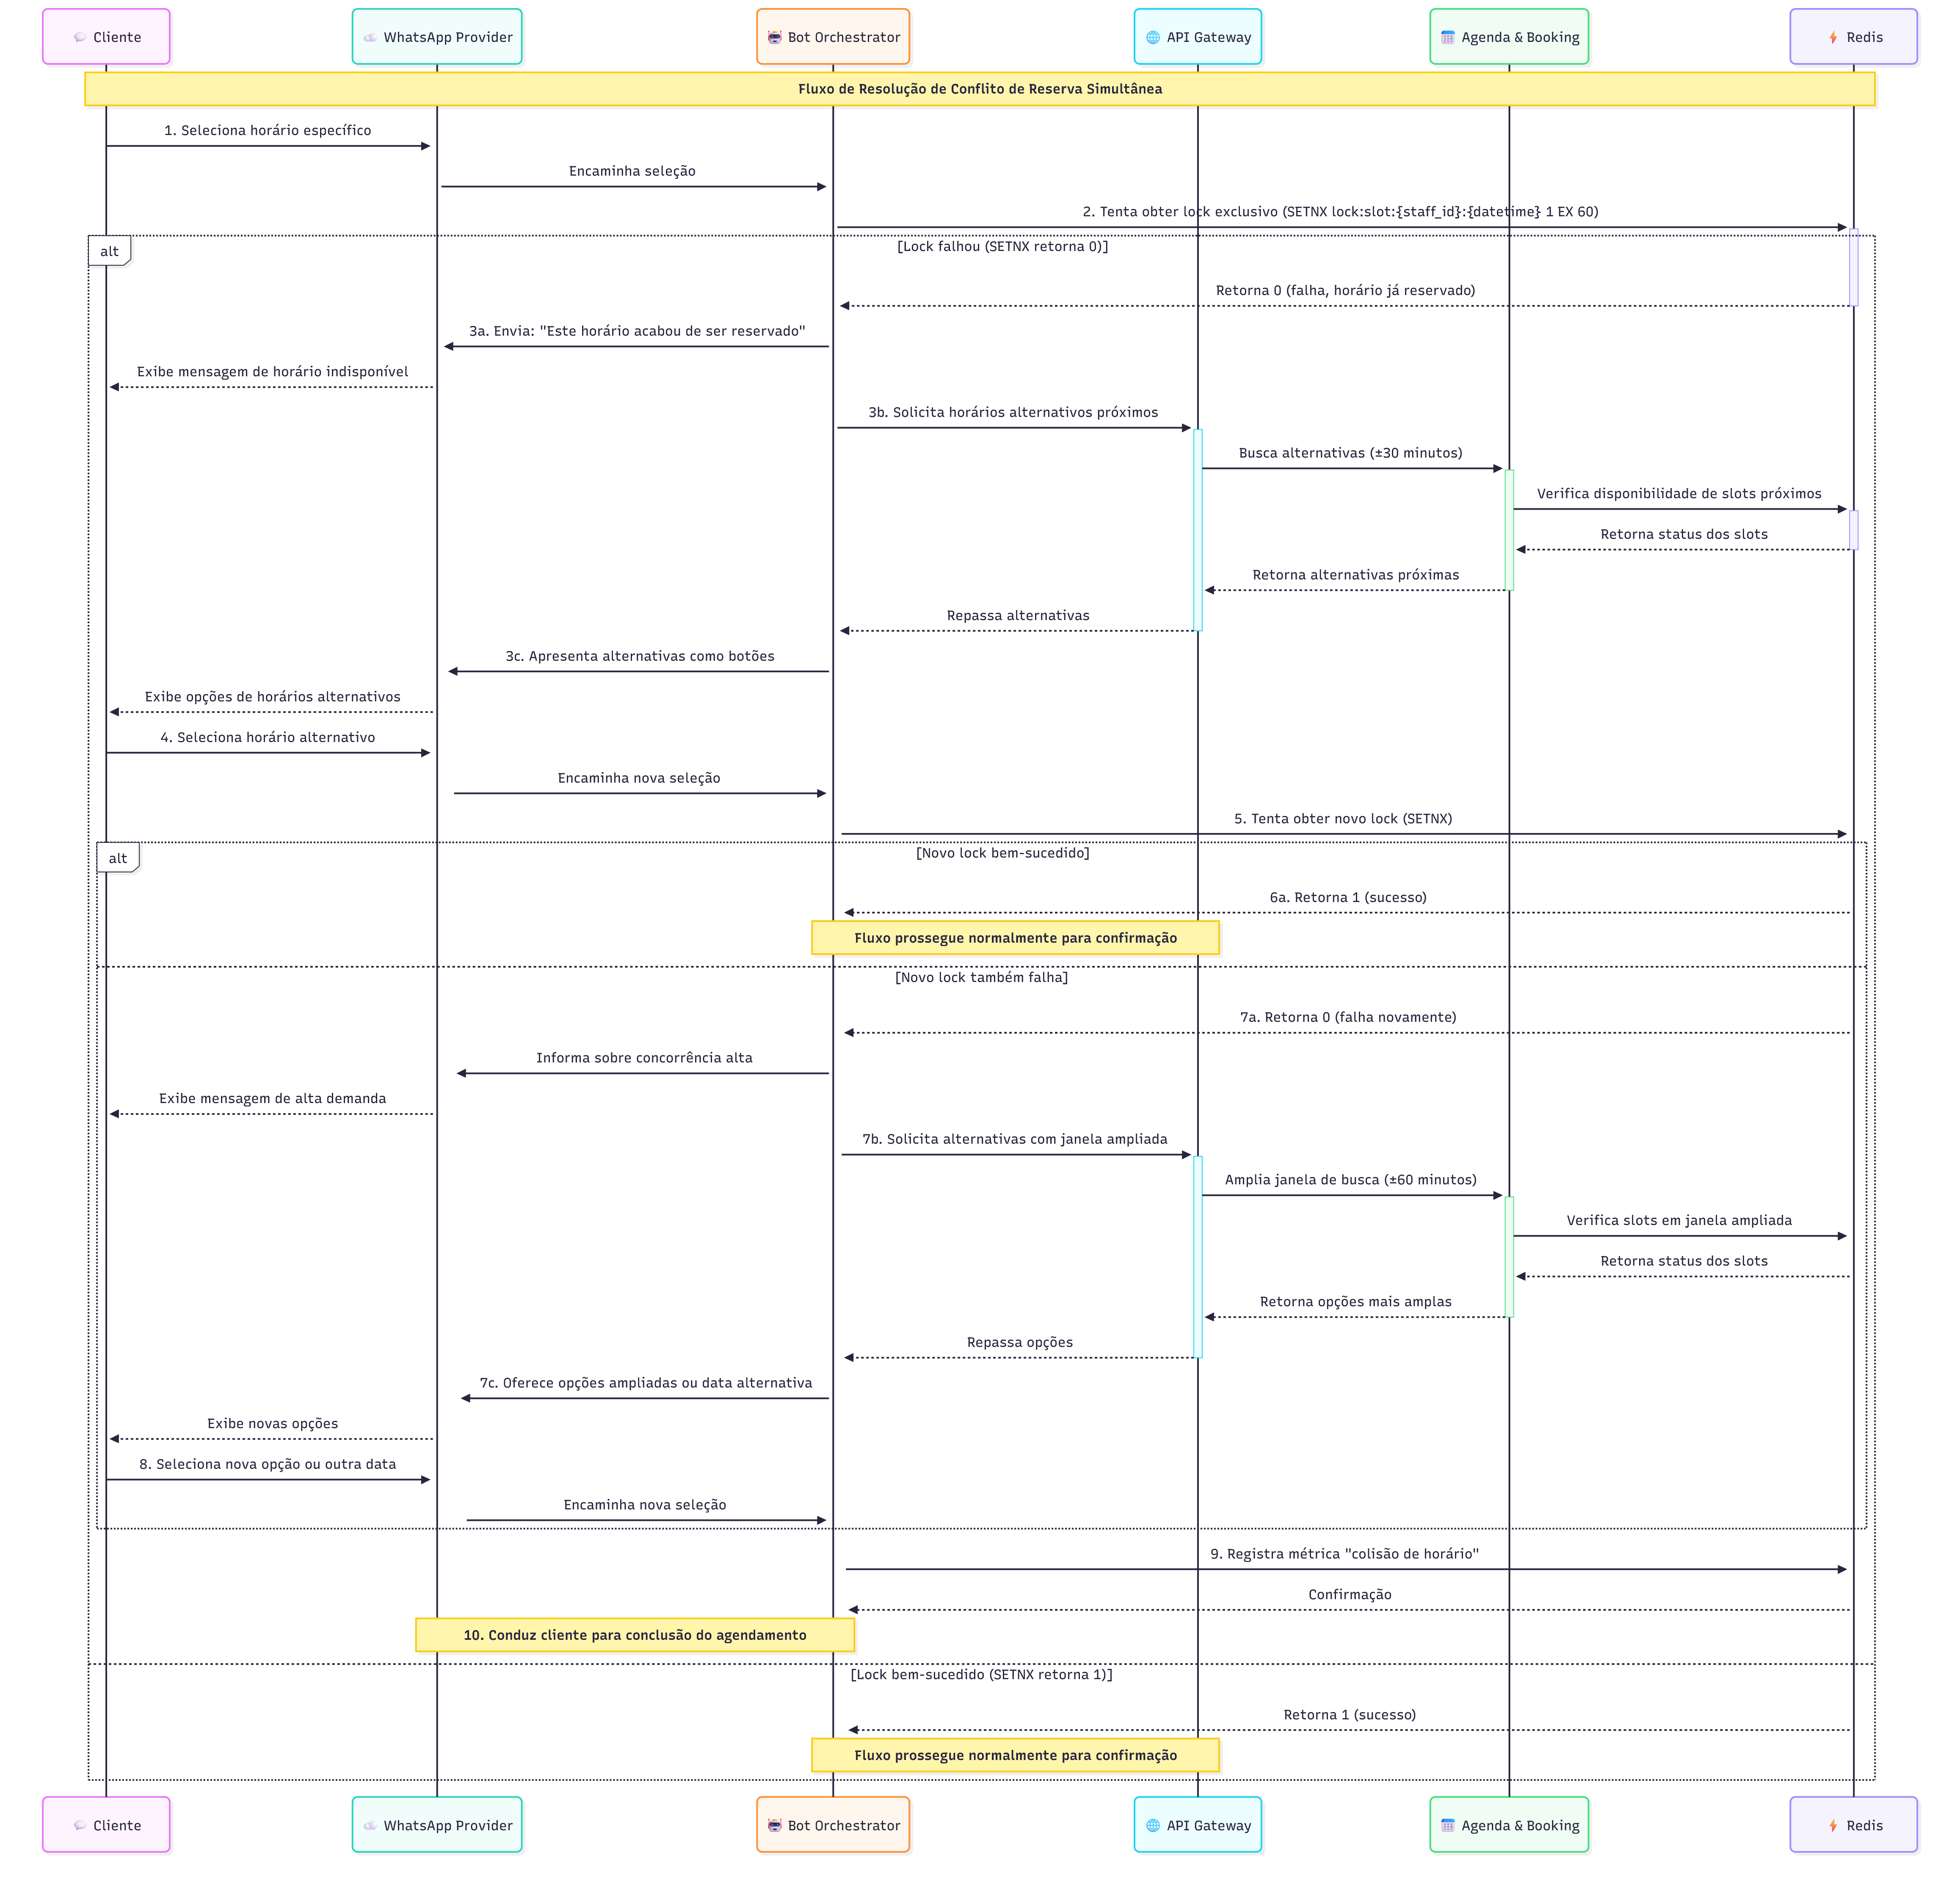 Cliente
WhatsApp Provider
Bot Orchestrator
API Gateway
Agenda & Booking
Redis
Fluxo de Resolução de Conflito de Reserva Simultânea
1. Seleciona horário específico
Encaminha seleção
2. Tenta obter lock exclusivo (SETNX lock:slot:{staff_id}:{datetime} 1 EX 60)
alt
[Lock falhou (SETNX retorna 0)]
Retorna 0 (falha, horário já reservado)
3a. Envia: "Este horário acabou de ser reservado"
Exibe mensagem de horário indisponível
3b. Solicita horários alternativos próximos
Busca alternativas (±30 minutos)
Verifica disponibilidade de slots próximos
Retorna status dos slots
Retorna alternativas próximas
Repassa alternativas
3c. Apresenta alternativas como botões
Exibe opções de horários alternativos
4. Seleciona horário alternativo
Encaminha nova seleção
5. Tenta obter novo lock (SETNX)
alt
[Novo lock bem-sucedido]
6a. Retorna 1 (sucesso)
Fluxo prossegue normalmente para confirmação
[Novo lock também falha]
7a. Retorna 0 (falha novamente)
Informa sobre concorrência alta
Exibe mensagem de alta demanda
7b. Solicita alternativas com janela ampliada
Amplia janela de busca (±60 minutos)
Verifica slots em janela ampliada
Retorna status dos slots
Retorna opções mais amplas
Repassa opções
7c. Oferece opções ampliadas ou data alternativa
Exibe novas opções
8. Seleciona nova opção ou outra data
Encaminha nova seleção
9. Registra métrica "colisão de horário"
Confirmação
10. Conduz cliente para conclusão do agendamento
[Lock bem-sucedido (SETNX retorna 1)]
Retorna 1 (sucesso)
Fluxo prossegue normalmente para confirmação
Cliente
WhatsApp Provider
Bot Orchestrator
API Gateway
Agenda & Booking
Redis